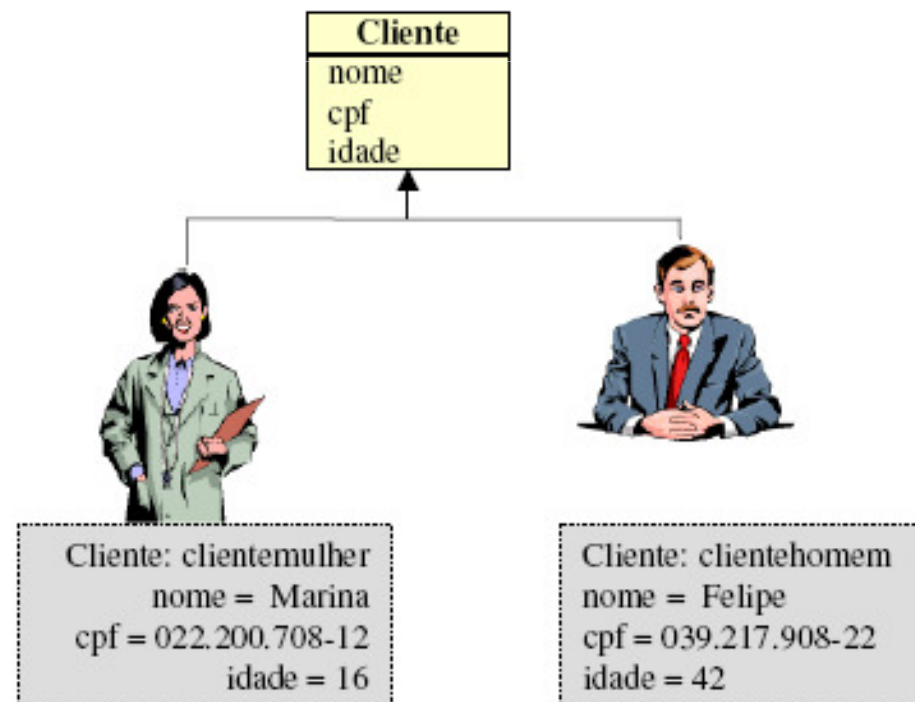 Cliente
nome
cpf
idade
Cliente: clientemulher
nome = Marina
cpf = 022.200.708-12
idade = 16
Cliente: clientehomem
nome = Felipe
cpf = 039.217.908-22
idade = 42